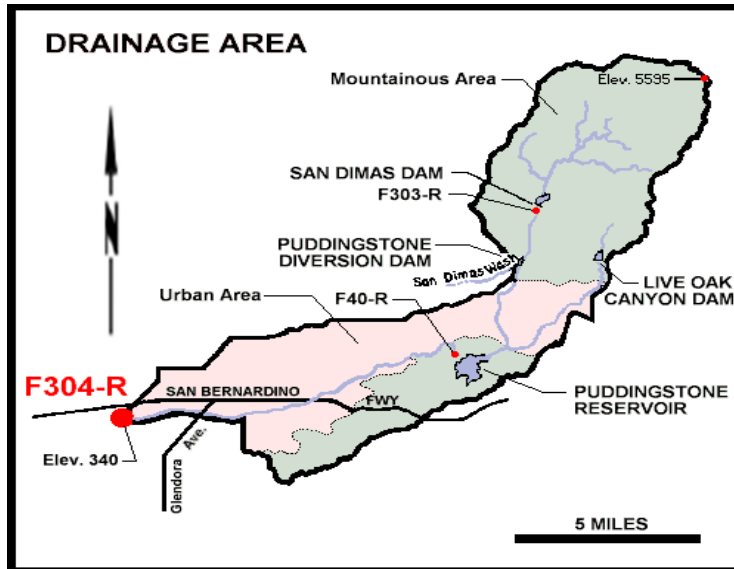 DRAINAGE AREA
Mountainous Area
Elev. 5595
N
SAN DIMAS DAM
F303-R
PUDDINGSTONE
DIVERSION DAM
San Dimas Wash
LIVE OAK
CANYON DAM
Urban Area
F40-R
F304-R
SAN BERNARDINO
FWY
PUDDINGSTONE
RESERVOIR
Elev. 340
Glendora
Ave.
5 MILES